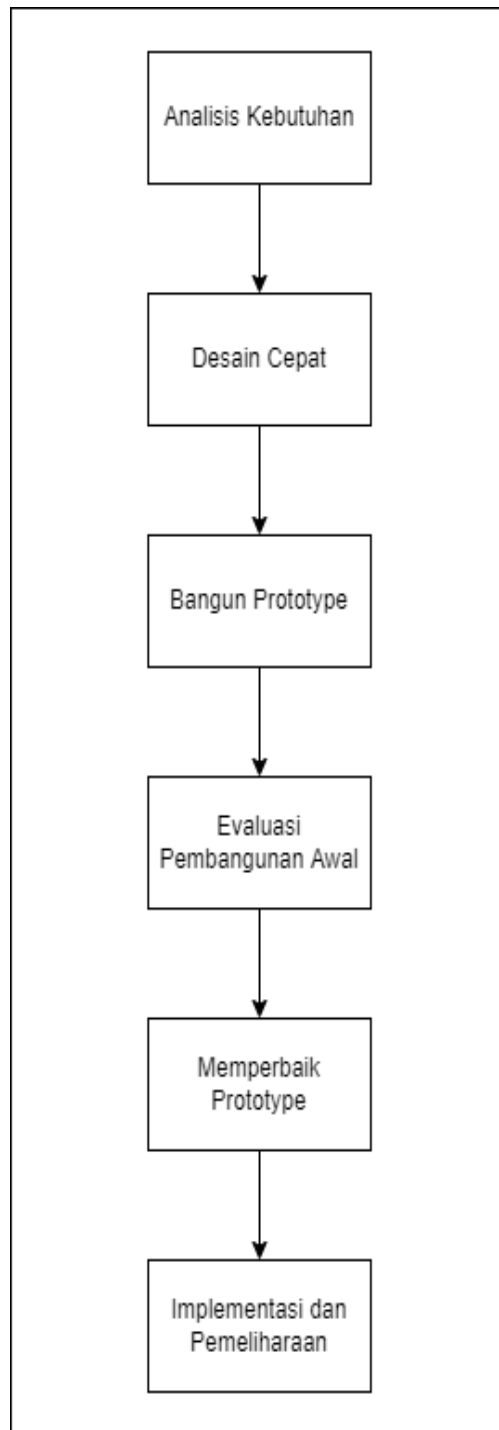 Analisis Kebutuhan
Desain Cepat
Bangun Prototype
Evaluasi
Pembangunan Awal
Memperbaik
Prototype
Implementasi dan
Pemeliharaan